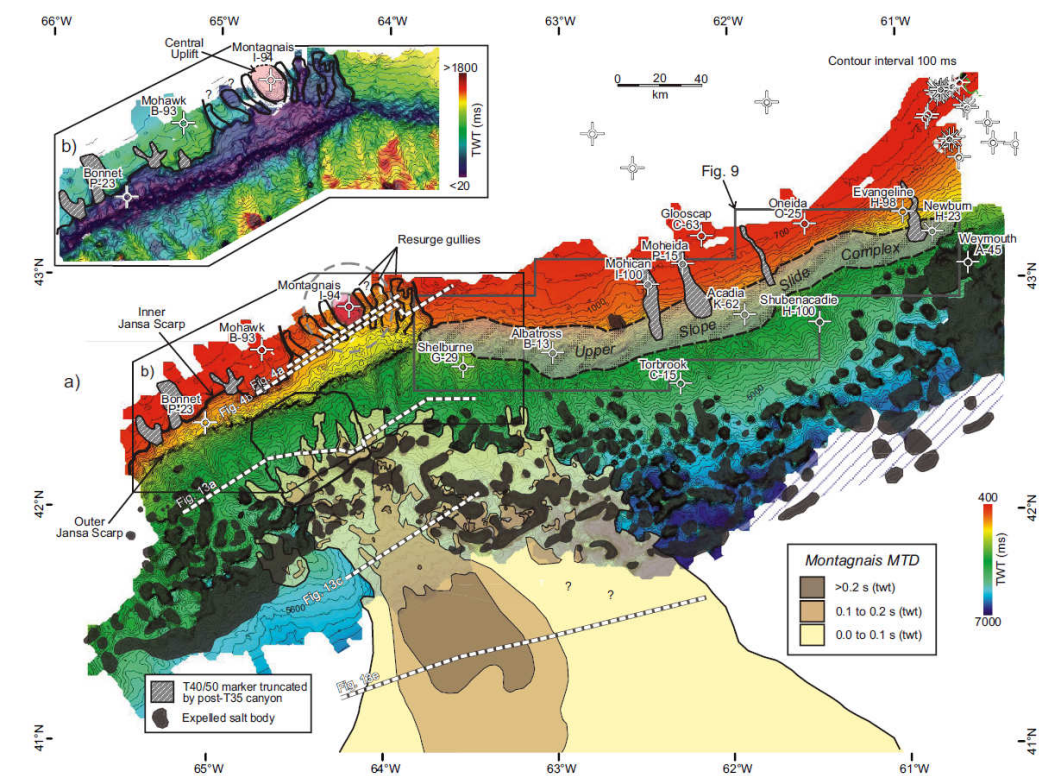 66°W
65°W
64°W
63°W
62°W
61°W
Central
Uplift
Montagnais
I-94
?
?
Mohawk
B-93
b)
Bonnet
P-23
>1800
TWT (ms)
<20
0
20
40
km
Contour interval 100 ms
Fig. 9
Resurge gullies
Montagnais
I-94
?
Inner
Jansa Scarp
Mohawk
B-93
a)
b)
Bonnet
P-23
Fig. 4a
Fig. 4b
Outer
Jansa Scarp
Fig. 13a
Fig. 13c
Fig. 13e
Shelburne
G-29
Albatross
B-13
Mohican
I-100
Moheida
P-15
Glooscap
C-63
Acadia
K-62
Torbrook
C-15
Shubenacadie
H-100
Oneida
O-25
Evangeline
H-98
Newburn
H-23
Weymouth
A-45
Upper
Slope
Slide
Complex
700
1000
5000
5600
?
?
43°N
43°N
42°N
42°N
41°N
41°N
400
TWT (ms)
7000
Montagnais MTD
>0.2 s (twt)
0.1 to 0.2 s (twt)
0.0 to 0.1 s (twt)
T40/50 marker truncated
by post-T35 canyon
Expelled salt body
65°W
64°W
63°W
62°W
61°W